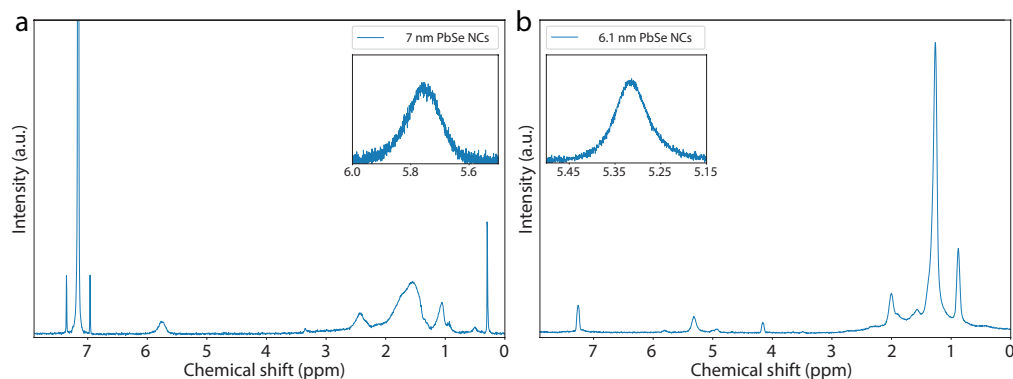 a
7 nm PbSe NCs
6.0 5.8 5.6
Intensity (a.u.)
7 6 5 4 3 2 1 0
Chemical shift (ppm)
b
6.1 nm PbSe NCs
5.45 5.35 5.25 5.15
Intensity (a.u.)
7 6 5 4 3 2 1 0
Chemical shift (ppm)